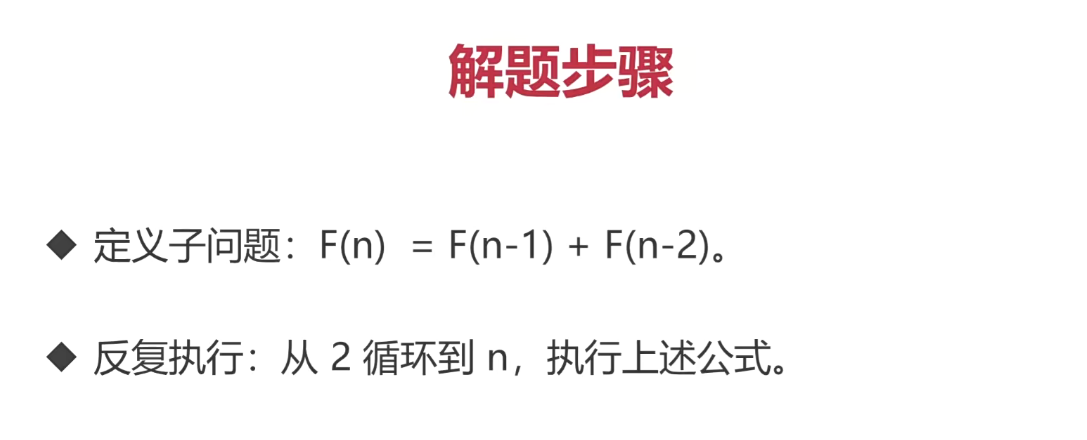 解题步骤
◆ 定义子问题：F(n) = F(n-1) + F(n-2)。
◆ 反复执行：从 2 循环到 n，执行上述公式。